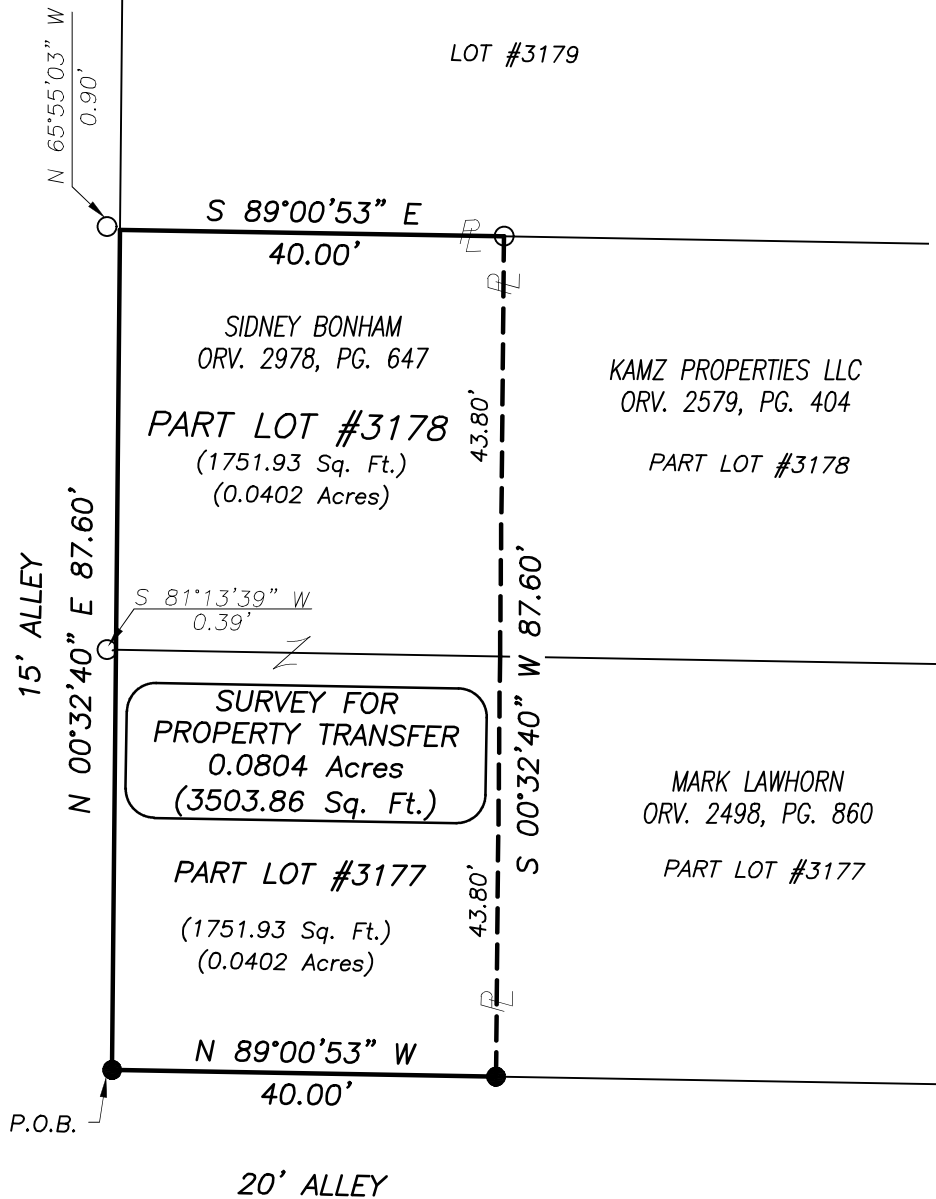 LOT #3179
N 65°55'03" W
0.90'
S 89°00'53" E
40.00'
PL
PL
SIDNEY BONHAM
ORV. 2978, PG. 647
PART LOT #3178
(1751.93 Sq. Ft.)
(0.0402 Acres)
43.80'
KAMZ PROPERTIES LLC
ORV. 2579, PG. 404
PART LOT #3178
15' ALLEY
N 00°32'40" E 87.60'
S 81°13'39" W
0.39'
Z
S 00°32'40" W 87.60'
SURVEY FOR
PROPERTY TRANSFER
0.0804 Acres
(3503.86 Sq. Ft.)
MARK LAWHORN
ORV. 2498, PG. 860
PART LOT #3177
PART LOT #3177
(1751.93 Sq. Ft.)
(0.0402 Acres)
43.80'
PL
N 89°00'53" W
40.00'
P.O.B.
20' ALLEY